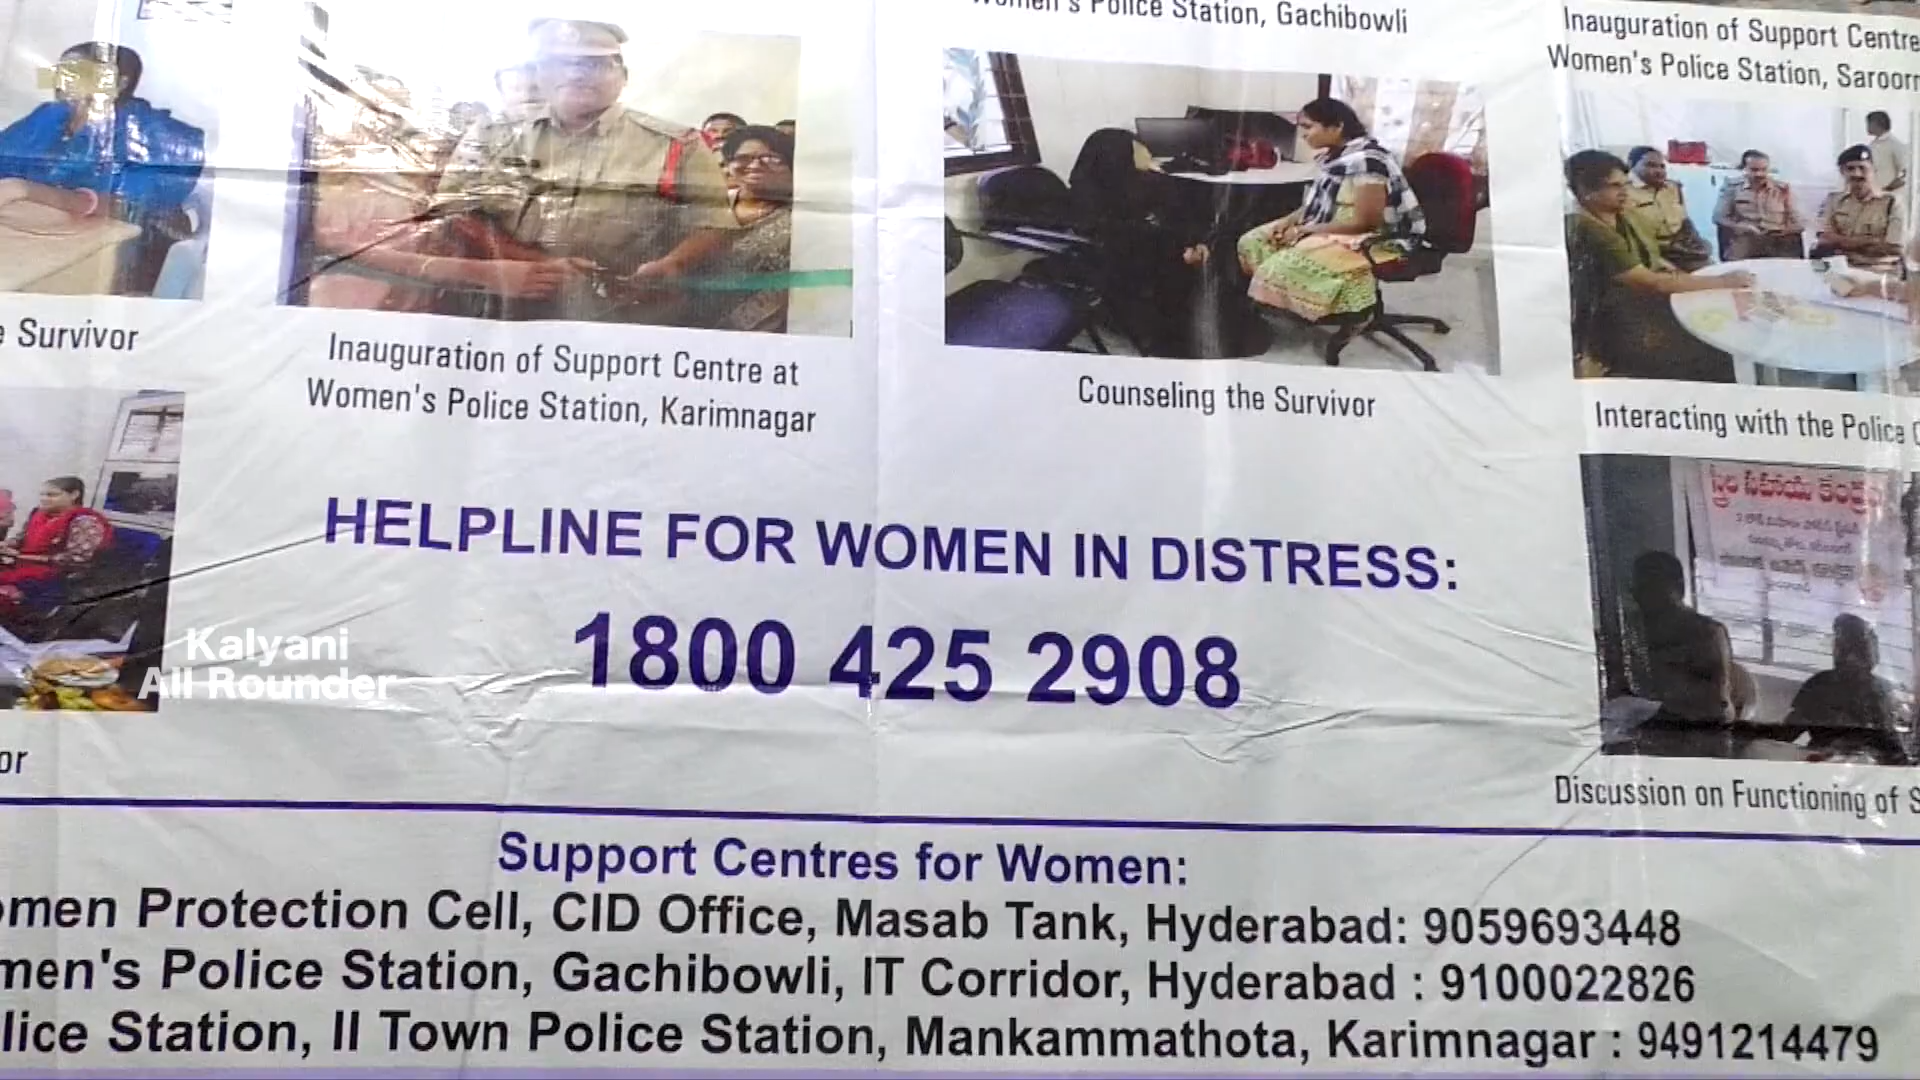 Women's Police Station, Gachibowli
Inauguration of Support Centre
Women's Police Station,
Survivor
Inauguration of Support Centre at
Women's Police Station, Karimnagar
Counseling the Survivor
Interacting with the Police
స్త్రీల సహాయ కేంద్రం
HELPLINE FOR WOMEN IN DISTRESS:
1800 425 2908
Kalyani
All Rounder
or
Discussion on Functioning of S
Support Centres for Women:
omen Protection Cell, CID Office, Masab Tank, Hyderabad: 9059693448
men's Police Station, Gachibowli, IT Corridor, Hyderabad : 9100022826
lice Station, II Town Police Station, Mankammathota, Karimnagar : 9491214479